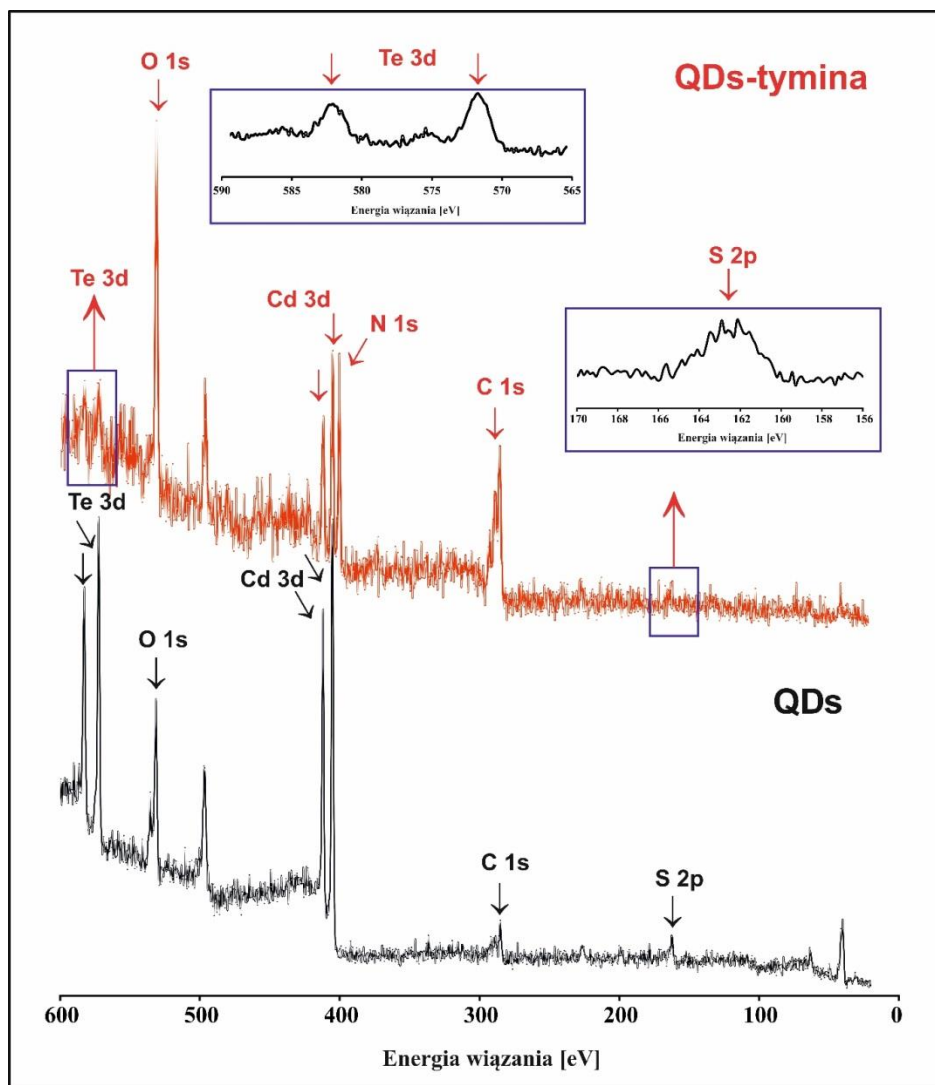 O 1s
Te 3d
QDs-tymina
590 585 580 575 570 565
Energia wiązania [eV]
Te 3d
Cd 3d
N 1s
S 2p
170 168 166 164 162 160 158 156
Energia wiązania [eV]
C 1s
Te 3d
Cd 3d
O 1s
QDs
C 1s
S 2p
600 500 400 300 200 100 0
Energia wiązania [eV]